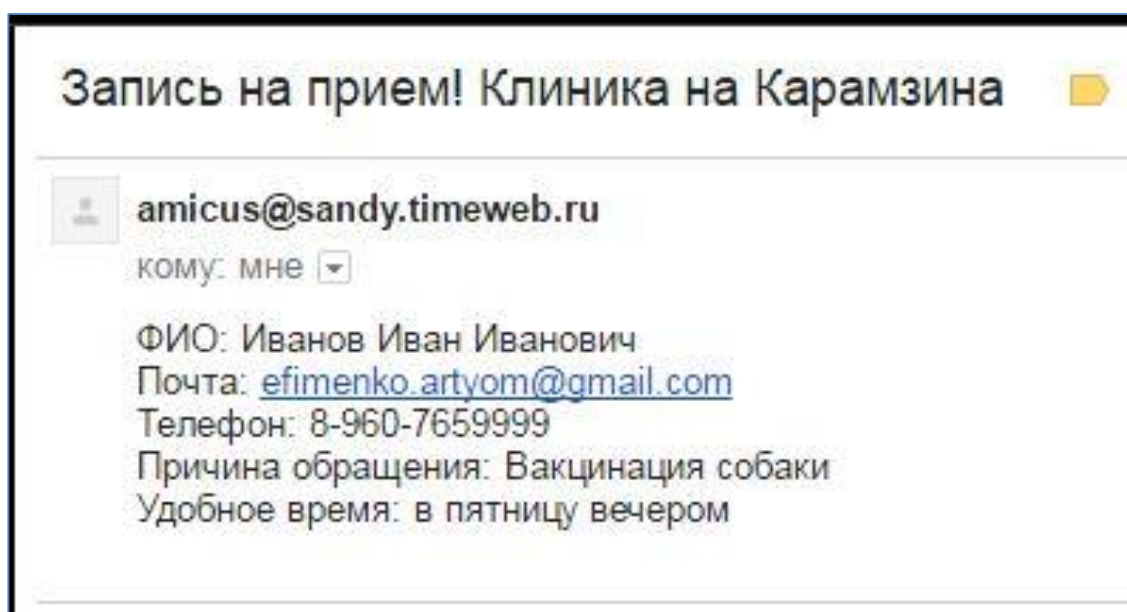 Запись на прием! Клиника на Карамзина
amicus@sandy.timeweb.ru
кому: мне
ФИО: Иванов Иван Иванович
Почта: efimenko.artyom@gmail.com
Телефон: 8-960-7659999
Причина обращения: Вакцинация собаки
Удобное время: в пятницу вечером